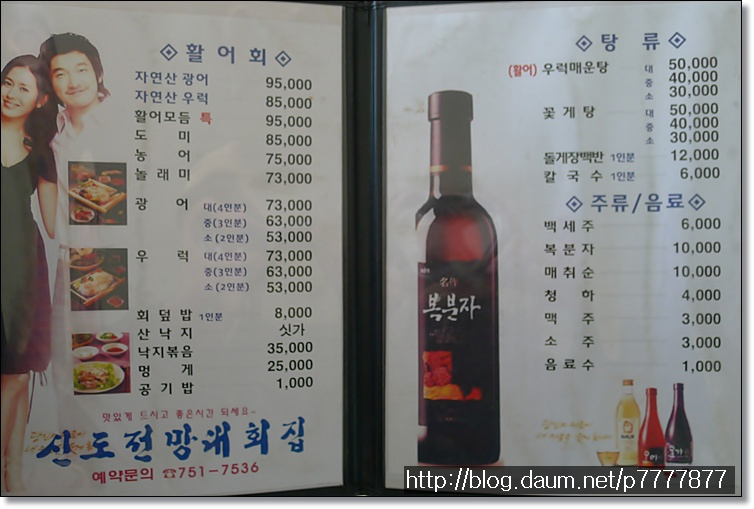 활어회
자연산 광어 95,000
자연산 우럭 85,000
활어모듬 특 95,000
도미 85,000
농어 75,000
놀래미 73,000
광어 대(4인분) 73,000
중(3인분) 63,000
소(2인분) 53,000
우럭 대(4인분) 73,000
중(3인분) 63,000
소(2인분) 53,000
회덮밥 1인분 8,000
산낙지 싯가
낙지볶음 35,000
멍게 25,000
공기밥 1,000
맛있게 드시고 좋은시간 되세요~
신도전망대횟집
예약문의 ☎751-7536
탕류
(활어) 우럭매운탕 대 50,000
중 40,000
소 30,000
꽃게탕 대 50,000
중 40,000
소 30,000
돌게장백반 1인분 12,000
칼국수 1인분 6,000
주류/음료
백세주 6,000
복분자 10,000
매취순 10,000
청하 4,000
맥주 3,000
소주 3,000
음료수 1,000
복분자
http://blog.daum.net/p7777877